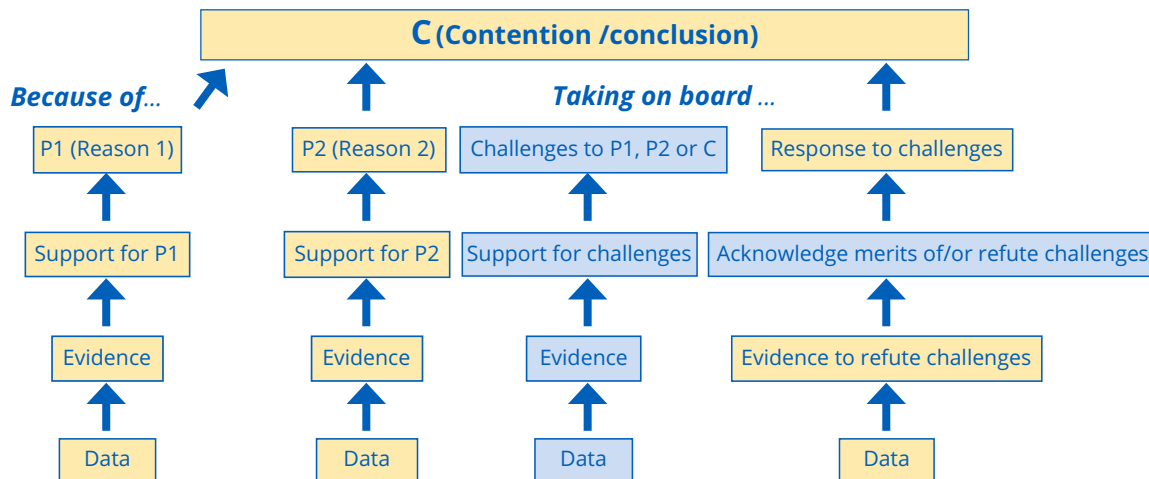 C (Contention /conclusion)
Because of...
Taking on board ...
P1 (Reason 1)
P2 (Reason 2)
Challenges to P1, P2 or C
Response to challenges
Support for P1
Support for P2
Support for challenges
Acknowledge merits of/or refute challenges
Evidence
Evidence
Evidence
Evidence to refute challenges
Data
Data
Data
Data